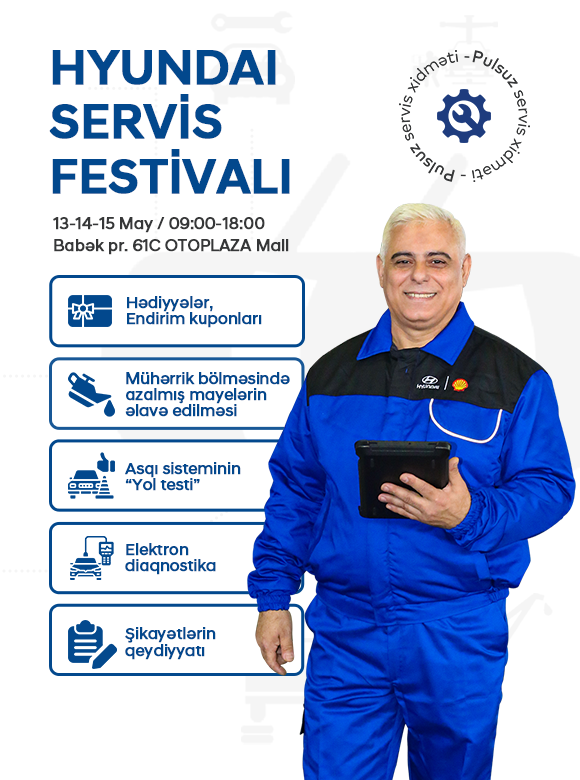 HYUNDAI
SERVİS
FESTİVALI
Pulsuz servis xidməti - Pulsuz servis xidməti -
13-14-15 May / 09:00-18:00
Babək pr. 61C OTOPLAZA Mall
Hədiyyələr,
Endirim kuponları
Mühərrik bölməsində
azalmış mayelərin
əlavə edilməsi
Asqı sisteminin
“Yol testi”
Elektron
diaqnostika
Şikayətlərin
qeydiyyatı
HYUNDAI